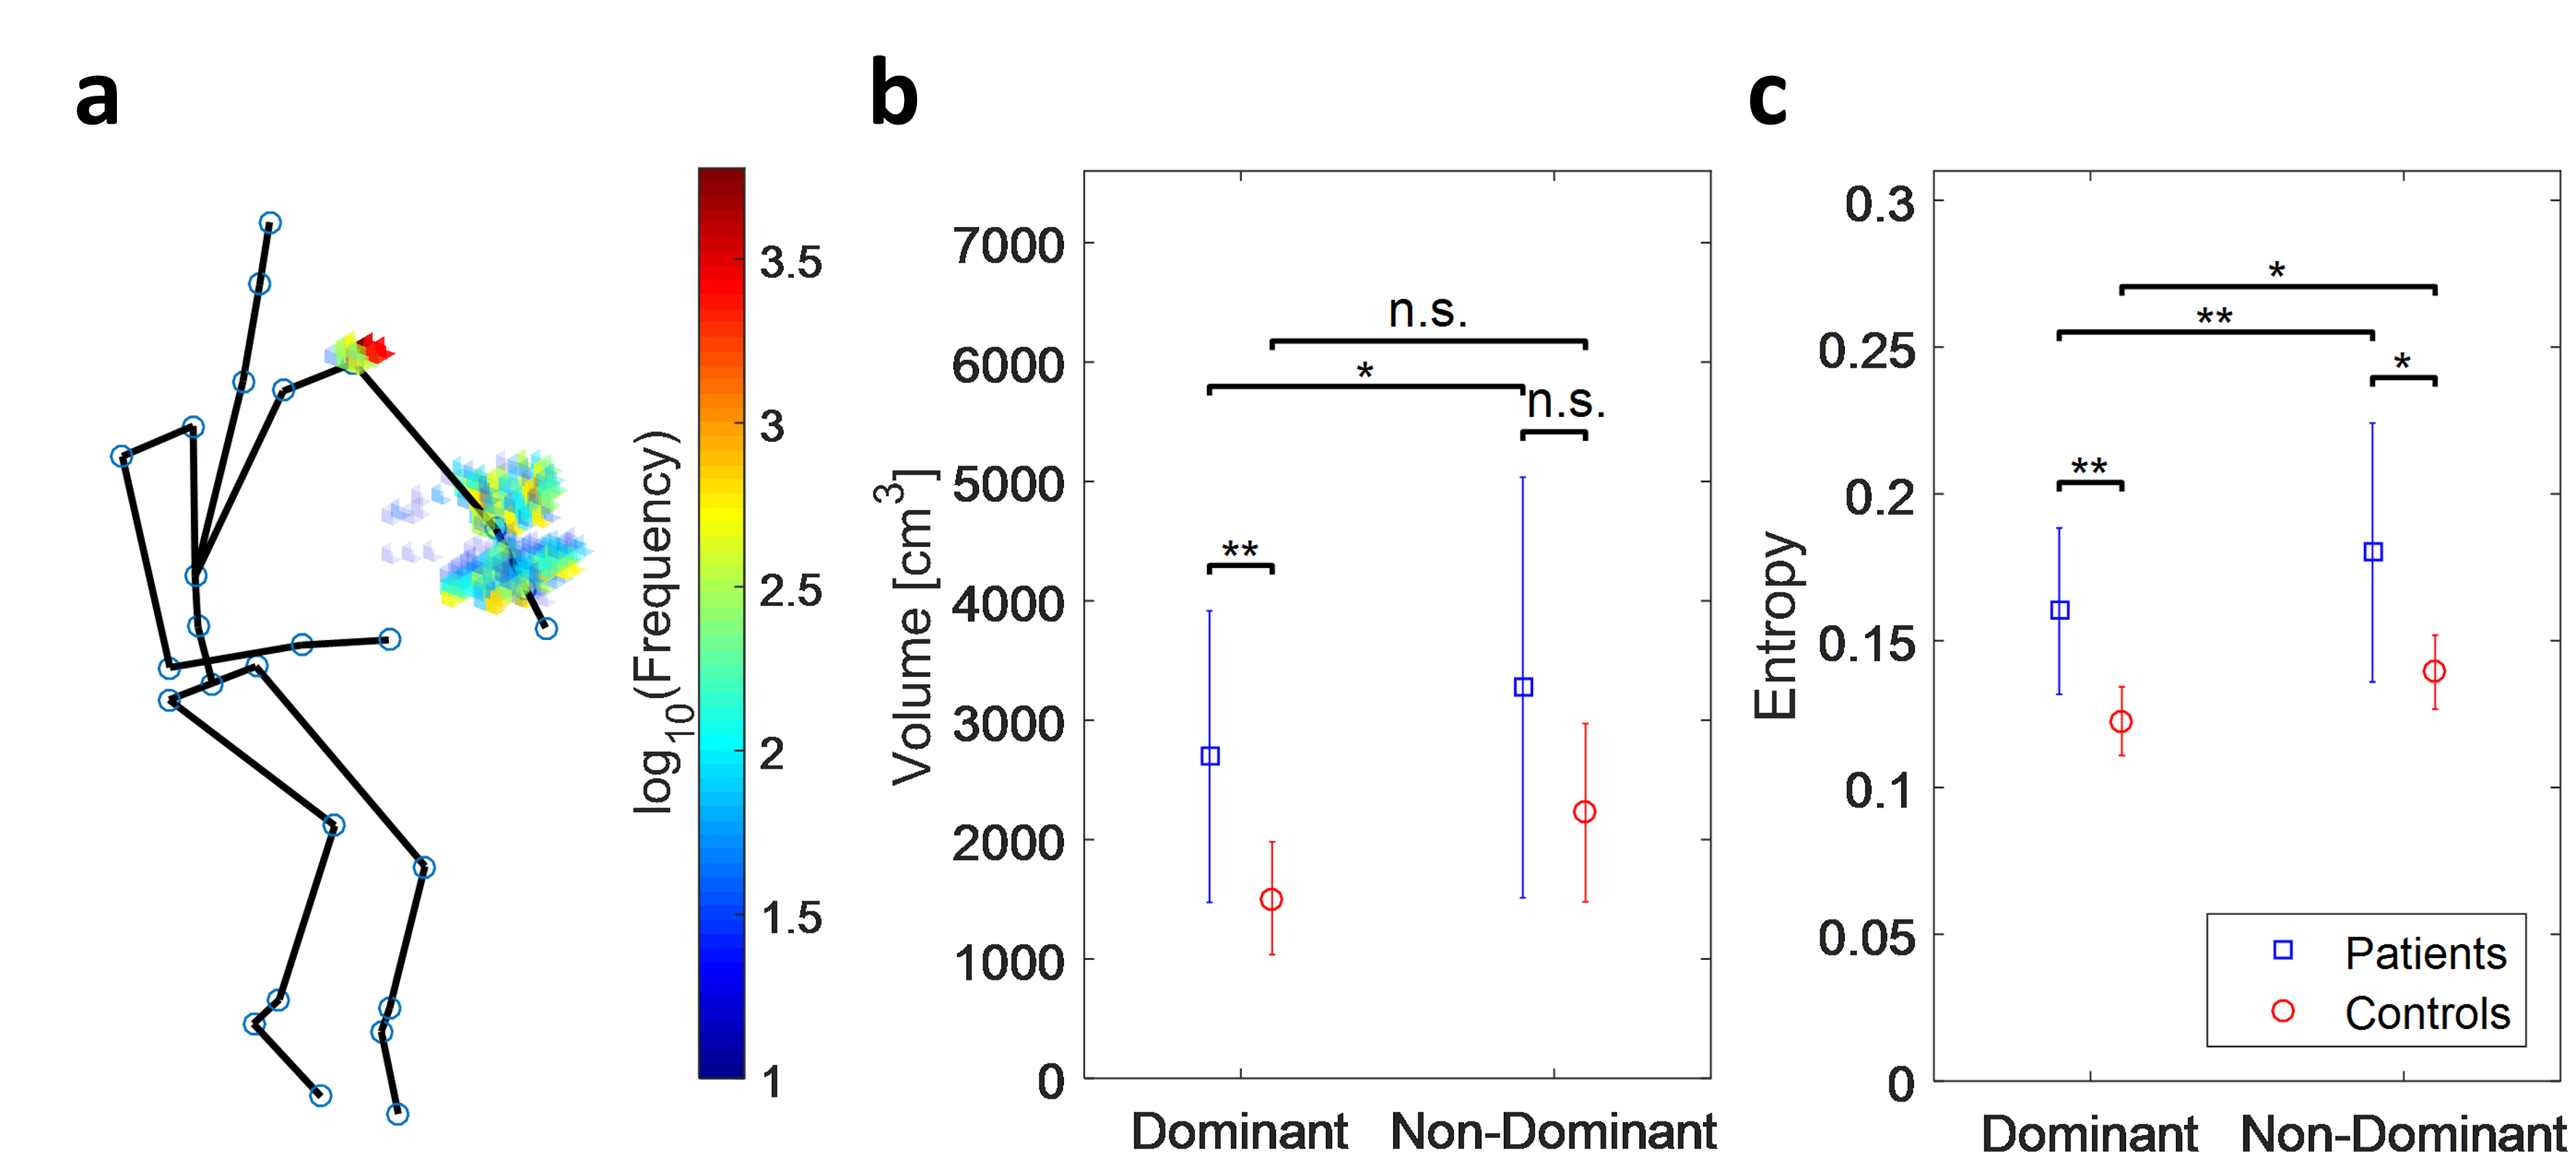 a
b
c
log10(Frequency)
3.5
3
2.5
2
1.5
1
Volume [cm3]
7000
6000
5000
4000
3000
2000
1000
0
n.s.
*
n.s.
**
Dominant
Non-Dominant
Entropy
0.3
0.25
0.2
0.15
0.1
0.05
0
*
**
*
**
Patients
Controls
Dominant
Non-Dominant